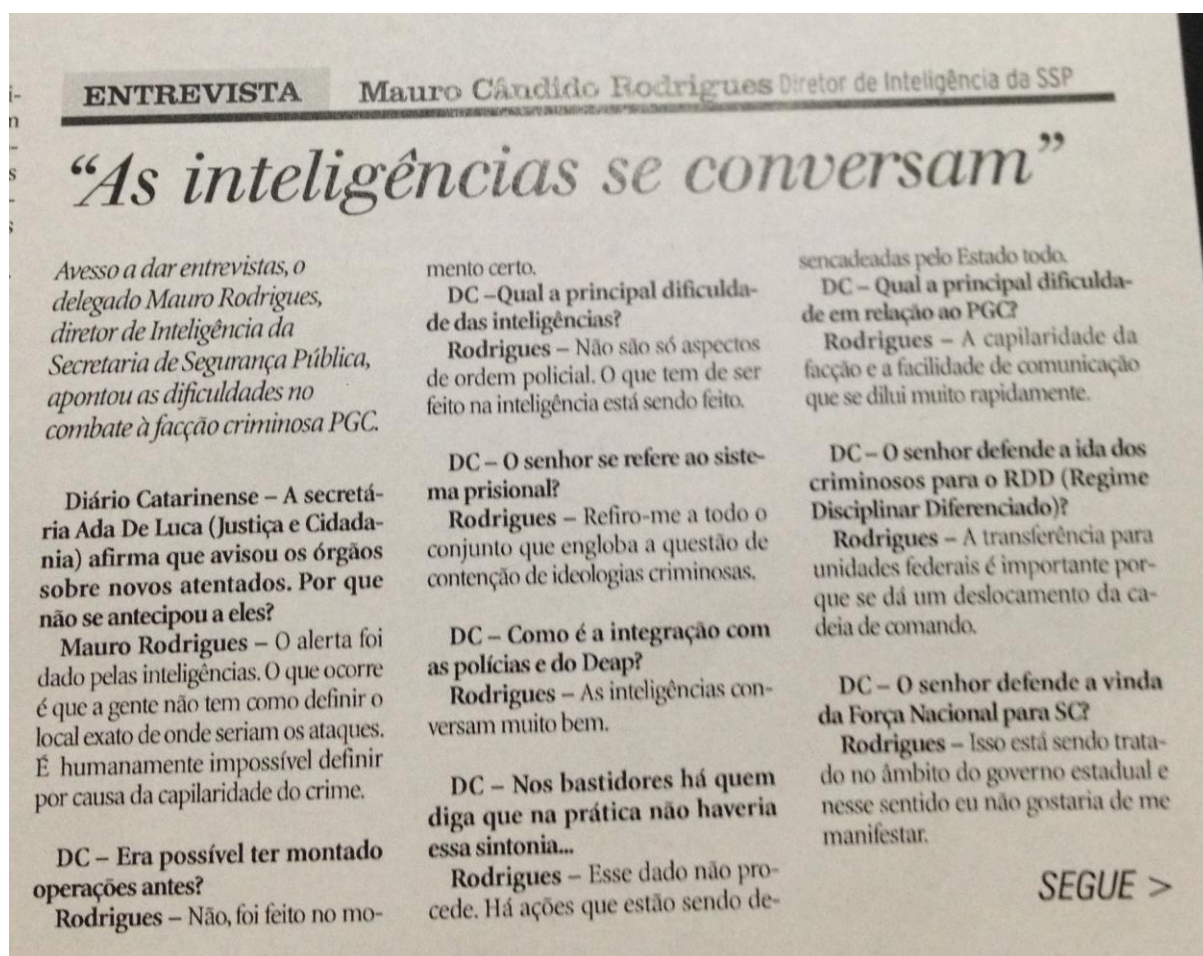 ENTREVISTA Mauro Cândido Rodrigues Diretor de Inteligência da SSP
“As inteligências se conversam”
Avesso a dar entrevistas, o
delegado Mauro Rodrigues,
diretor de Inteligência da
Secretaria de Segurança Pública,
apontou as dificuldades no
combate à facção criminosa PGC.
Diário Catarinense – A secretá-
ria Ada De Luca (Justiça e Cidada-
nia) afirma que avisou os órgãos
sobre novos atentados. Por que
não se antecipou a eles?
Mauro Rodrigues – O alerta foi
dado pelas inteligências. O que ocorre
é que a gente não tem como definir o
local exato de onde seriam os ataques.
É humanamente impossível definir
por causa da capilaridade do crime.
DC – Era possível ter montado
operações antes?
Rodrigues – Não, foi feito no mo-
mento certo.
DC –Qual a principal dificulda-
de das inteligências?
Rodrigues – Não são só aspectos
de ordem policial. O que tem de ser
feito na inteligência está sendo feito.
DC – O senhor se refere ao siste-
ma prisional?
Rodrigues – Refiro-me a todo o
conjunto que engloba a questão de
contenção de ideologias criminosas.
DC – Como é a integração com
as polícias e do Deap?
Rodrigues – As inteligências con-
versam muito bem.
DC – Nos bastidores há quem
diga que na prática não haveria
essa sintonia...
Rodrigues – Esse dado não pro-
cede. Há ações que estão sendo de-
sencadeadas pelo Estado todo.
DC – Qual a principal dificulda-
de em relação ao PGC?
Rodrigues – A capilaridade da
facção e a facilidade de comunicação
que se dilui muito rapidamente.
DC – O senhor defende a ida dos
criminosos para o RDD (Regime
Disciplinar Diferenciado)?
Rodrigues – A transferência para
unidades federais é importante por-
que se dá um deslocamento da ca-
deia de comando.
DC – O senhor defende a vinda
da Força Nacional para SC?
Rodrigues – Isso está sendo trata-
do no âmbito do governo estadual e
nesse sentido eu não gostaria de me
manifestar.
SEGUE >